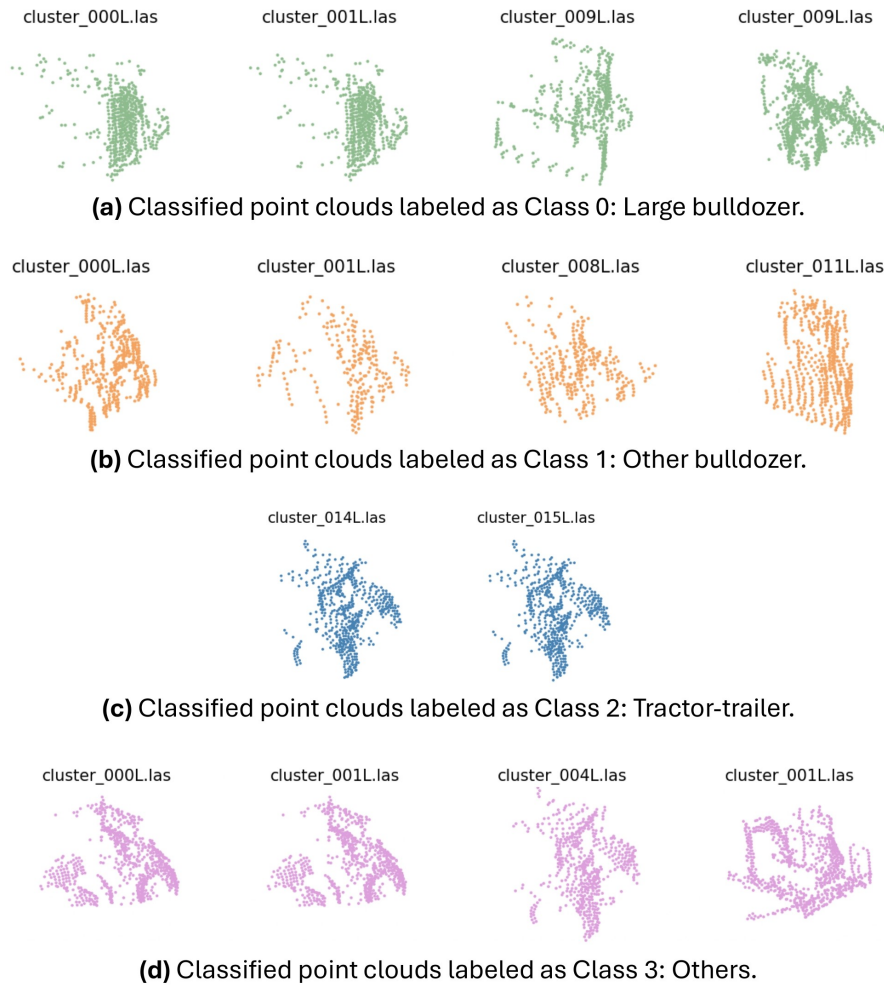 cluster_000L.las cluster_001L.las cluster_009L.las cluster_009L.las
(a) Classified point clouds labeled as Class 0: Large bulldozer.
cluster_000L.las cluster_001L.las cluster_008L.las cluster_011L.las
(b) Classified point clouds labeled as Class 1: Other bulldozer.
cluster_014L.las cluster_015L.las
(c) Classified point clouds labeled as Class 2: Tractor-trailer.
cluster_000L.las cluster_001L.las cluster_004L.las cluster_001L.las
(d) Classified point clouds labeled as Class 3: Others.